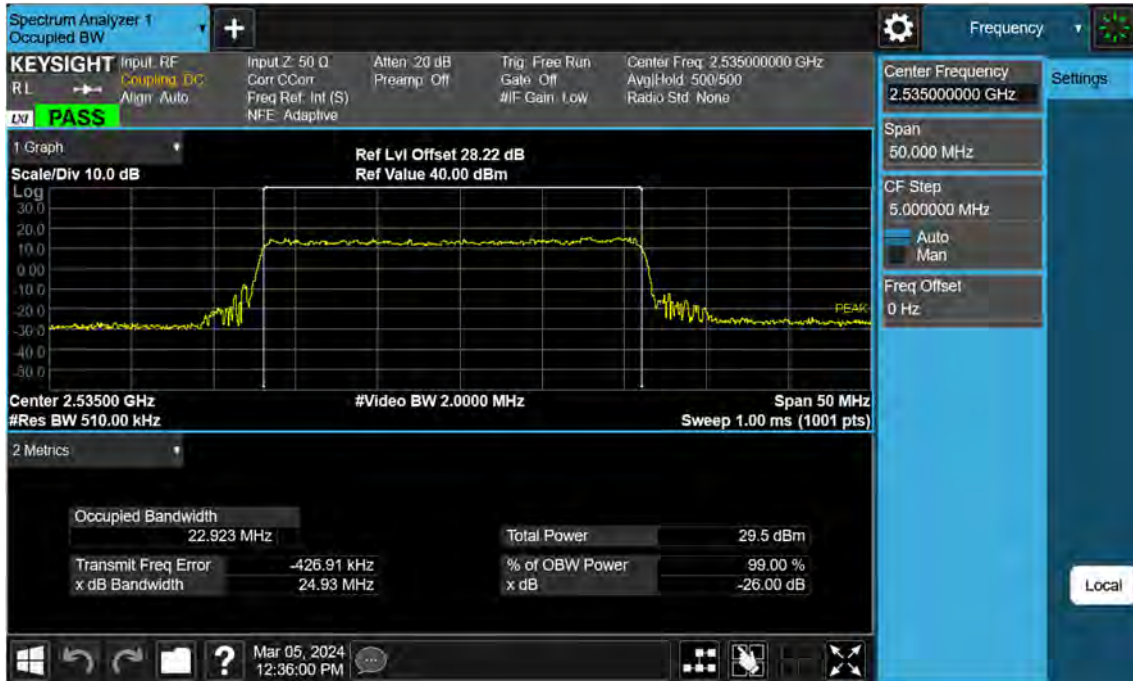 Spectrum Analyzer 1
Occupied BW
+
Frequency
KEYSIGHT
RL
LXI PASS
Input: RF
Coupling: DC
Align: Auto
Input Z: 50 Ω
Corr CCorr
Freq Ref: Int (S)
NFE: Adaptive
Atten: 20 dB
Preamp: Off
Trig: Free Run
Gate: Off
#IF Gain: Low
Center Freq: 2.535000000 GHz
Avg|Hold: 500/500
Radio Std: None
Center Frequency
2.535000000 GHz
Settings
Span
50.000 MHz
CF Step
5.000000 MHz
Auto
Man
Freq Offset
0 Hz
Local
1 Graph
Ref Lvl Offset 28.22 dB
Scale/Div 10.0 dB
Ref Value 40.00 dBm
Log
30.0
20.0
10.0
0.00
-10.0
-20.0
-30.0
-40.0
-50.0
PEAK
Center 2.53500 GHz
#Video BW 2.0000 MHz
Span 50 MHz
#Res BW 510.00 kHz
Sweep 1.00 ms (1001 pts)
2 Metrics
Occupied Bandwidth
22.923 MHz
Total Power 29.5 dBm
Transmit Freq Error -426.91 kHz
% of OBW Power 99.00 %
x dB Bandwidth 24.93 MHz
x dB -26.00 dB
?
Mar 05, 2024
12:36:00 PM